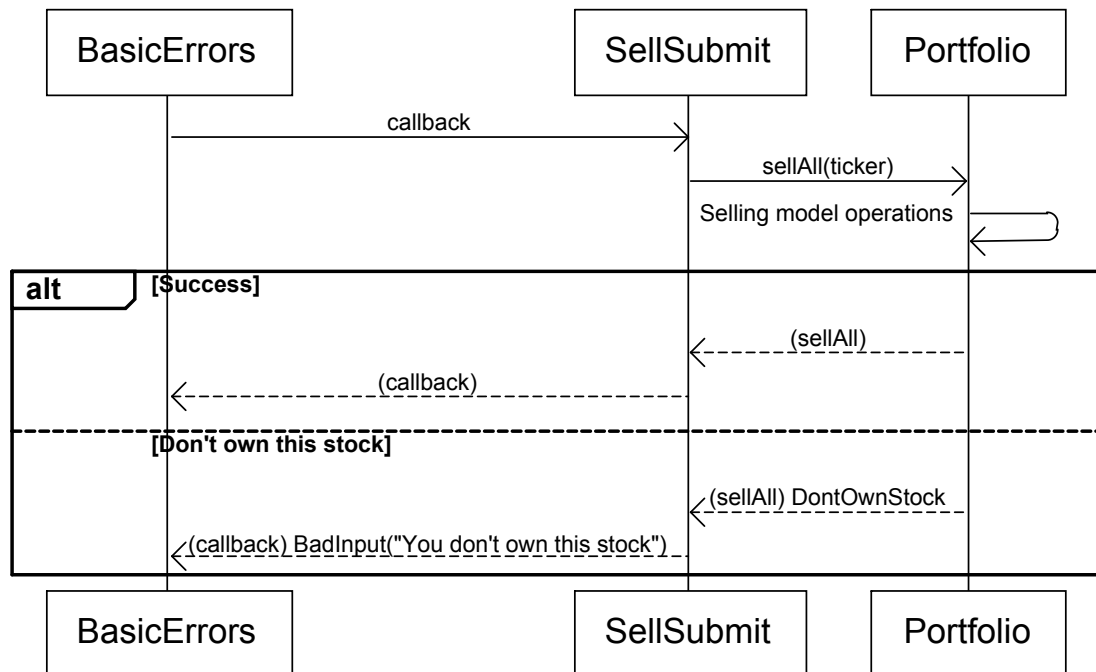 BasicErrors
SellSubmit
Portfolio
callback
sellAll(ticker)
Selling model operations
alt
[Success]
(sellAll)
(callback)
[Don't own this stock]
(sellAll) DontOwnStock
(callback) BadInput("You don't own this stock")
BasicErrors
SellSubmit
Portfolio